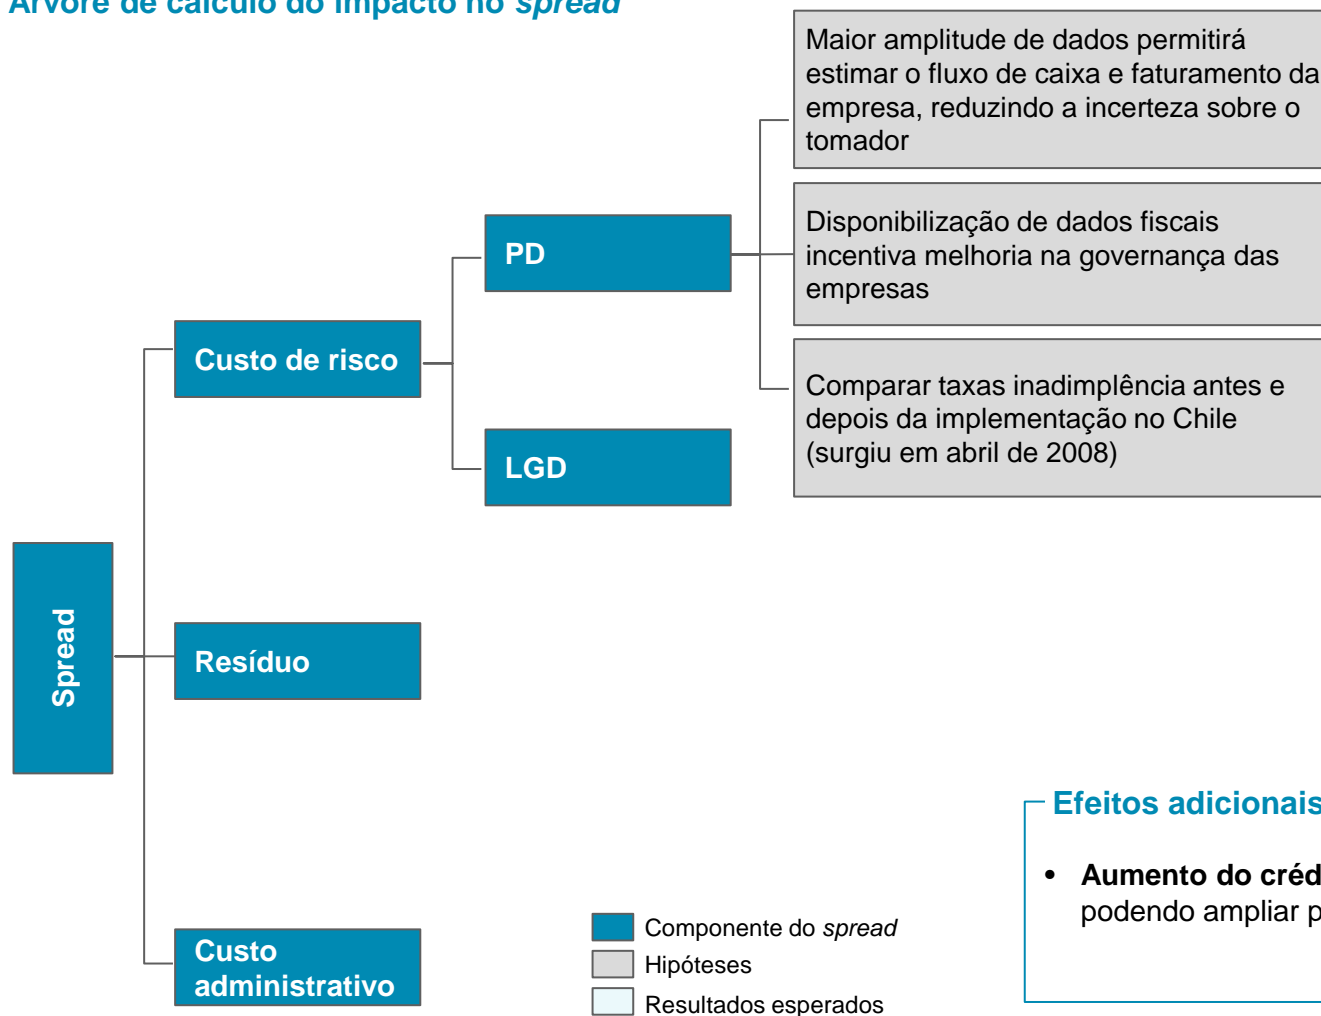 Árvore de cálculo do impacto no spread
Maior amplitude de dados permitirá
estimar o fluxo de caixa e faturamento da
empresa, reduzindo a incerteza sobre o
tomador
Disponibilização de dados fiscais
incentiva melhoria na governança das
empresas
Comparar taxas inadimplência antes e
depois da implementação no Chile
(surgiu em abril de 2008)
PD
LGD
Custo de risco
Spread
Resíduo
Custo
administrativo
Componente do spread
Hipóteses
Resultados esperados
Efeitos adicionais
• Aumento do créd
podendo ampliar p